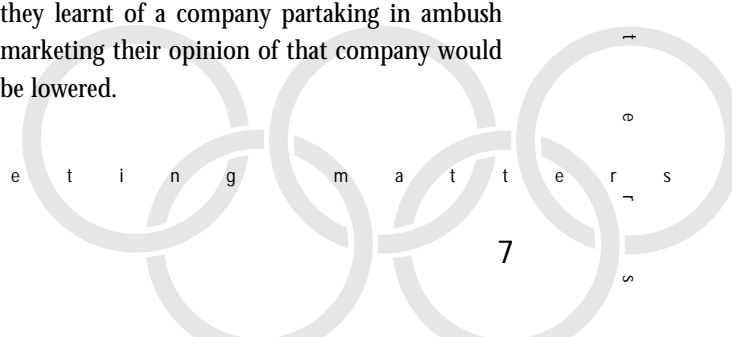 they learnt of a company partaking in ambush
marketing their opinion of that company would
be lowered.
e t i n g m a t t e r s
t e r s
7